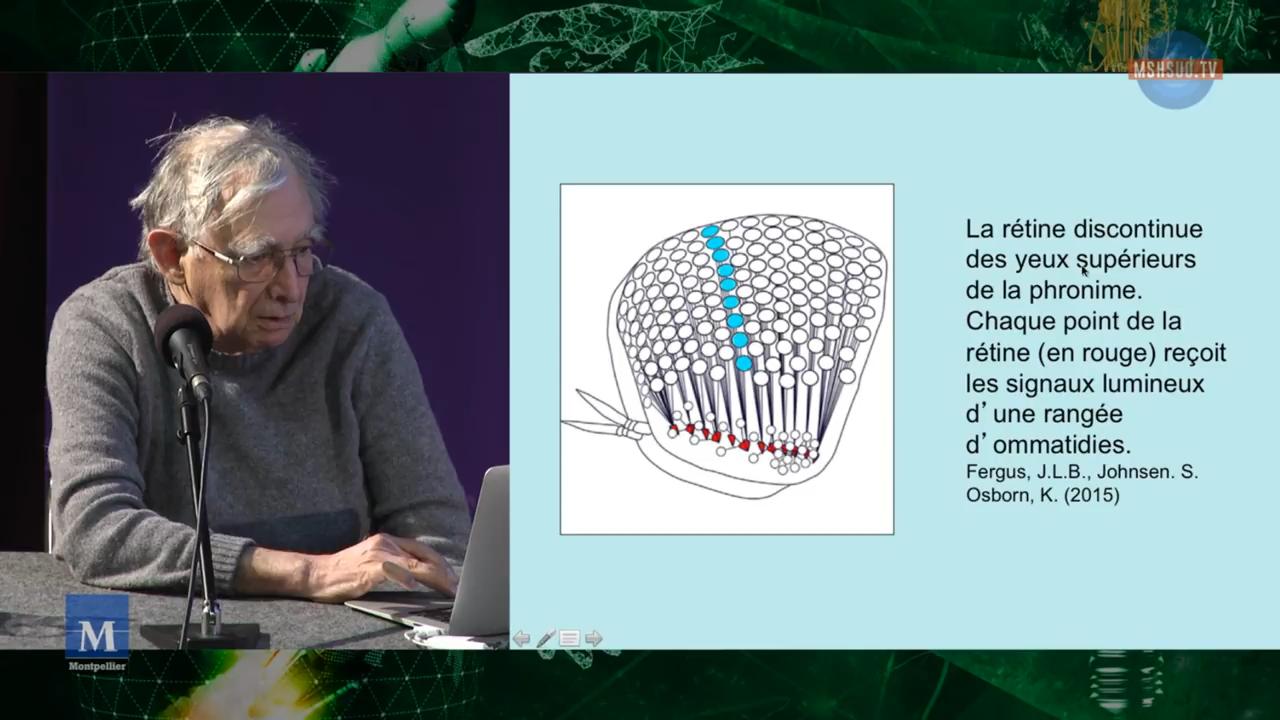 MSHSUD.TV
La rétine discontinue
des yeux supérieurs
de la phronime.
Chaque point de la
rétine (en rouge) reçoit
les signaux lumineux
d’ une rangée
d’ ommatidies.
Fergus, J.L.B., Johnsen. S.
Osborn, K. (2015)
M
Montpellier